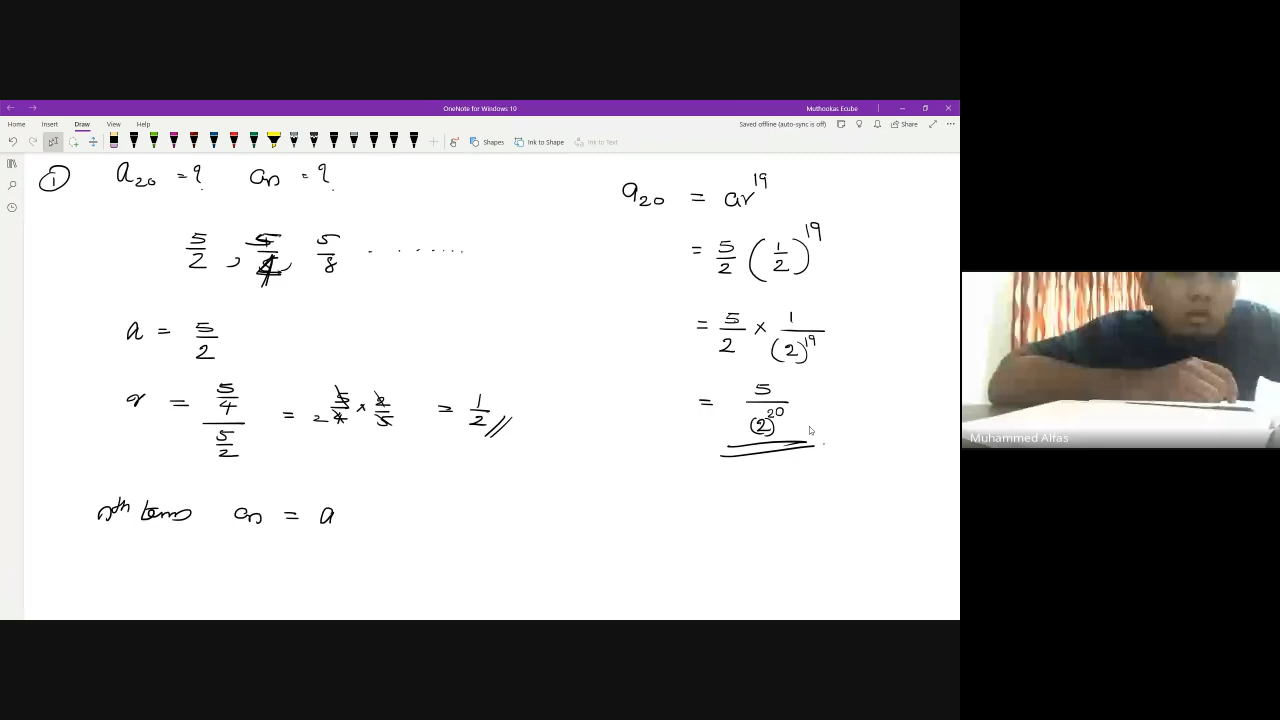 OneNote for Windows 10
Muthookas Ecube
Home Insert Draw View Help
Saved offline (auto-sync is off)
Share
Shapes
Ink to Shape
Ink to Text
① a₂₀ = ? aₙ = ?
5/2 , 5/4 , 5/8 ..........
a = 5/2
r = (5/4)/(5/2) = 5/4 × 2/5 = 1/2 //
nth term aₙ = a
a₂₀ = ar¹⁹
= 5/2 (1/2)¹⁹
= 5/2 × 1/(2)¹⁹
= 5/(2)²⁰
Muhammed Alfas